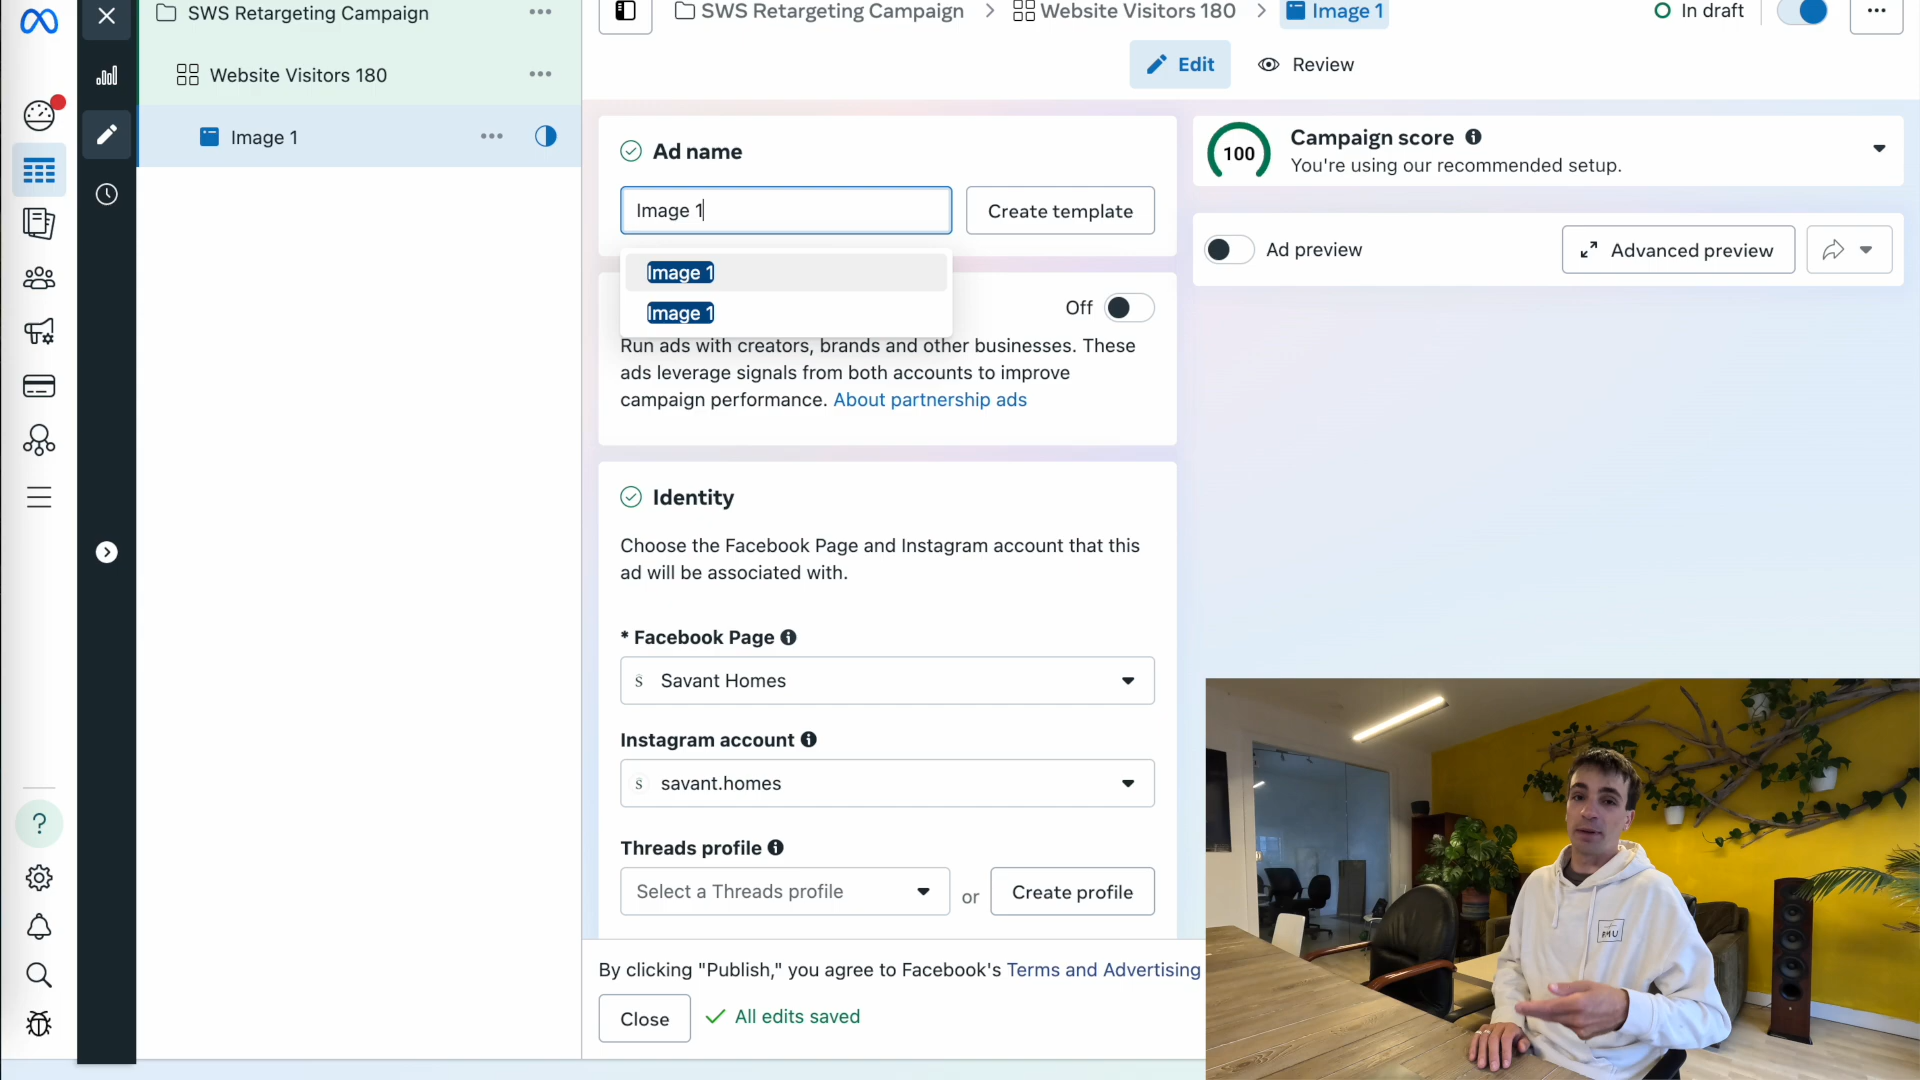 SWS Retargeting Campaign
Website Visitors 180
Image 1
SWS Retargeting Campaign
Website Visitors 180
Image 1
In draft
Edit
Review
Ad name
Image 1
Create template
Image 1
Image 1
Off
Run ads with creators, brands and other businesses. These
ads leverage signals from both accounts to improve
campaign performance. About partnership ads
Identity
Choose the Facebook Page and Instagram account that this
ad will be associated with.
* Facebook Page
S Savant Homes
Instagram account
S savant.homes
Threads profile
Select a Threads profile
or
Create profile
By clicking "Publish," you agree to Facebook's Terms and Advertising
Close
All edits saved
100
Campaign score
You're using our recommended setup.
Ad preview
Advanced preview